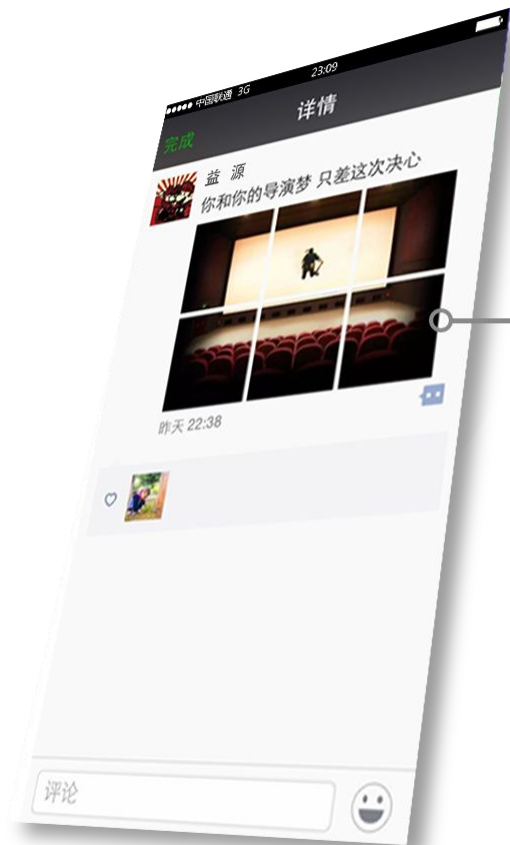 中国联通 3G 23:09
完成 详情
益 源
你和你的导演梦 只差这次决心
昨天 22:38
评论